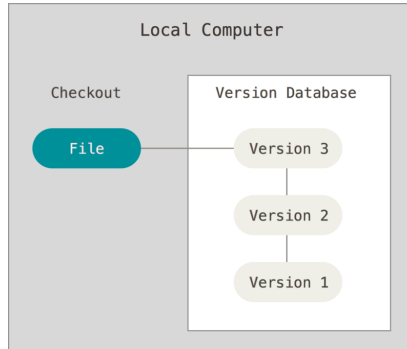 Local Computer
Checkout
Version Database
File
Version 3
Version 2
Version 1